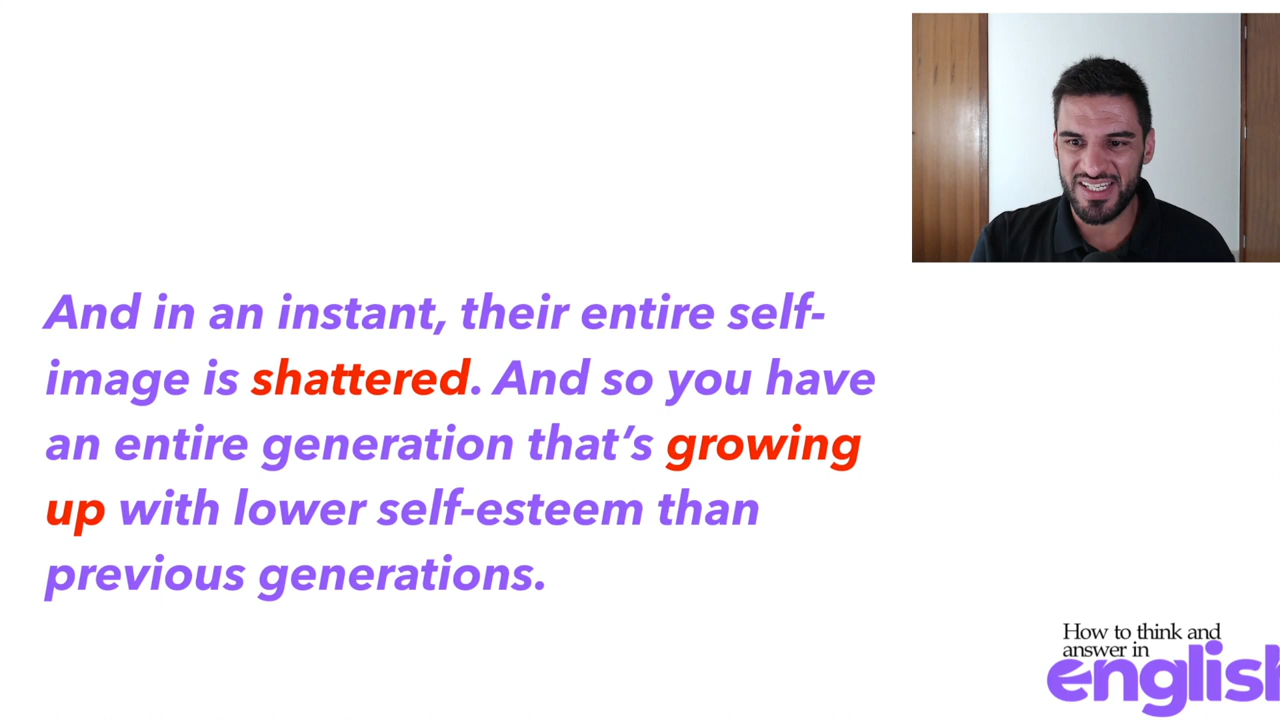 And in an instant, their entire self-
image is shattered. And so you have
an entire generation that’s growing
up with lower self-esteem than
previous generations.
How to think and
answer in
english